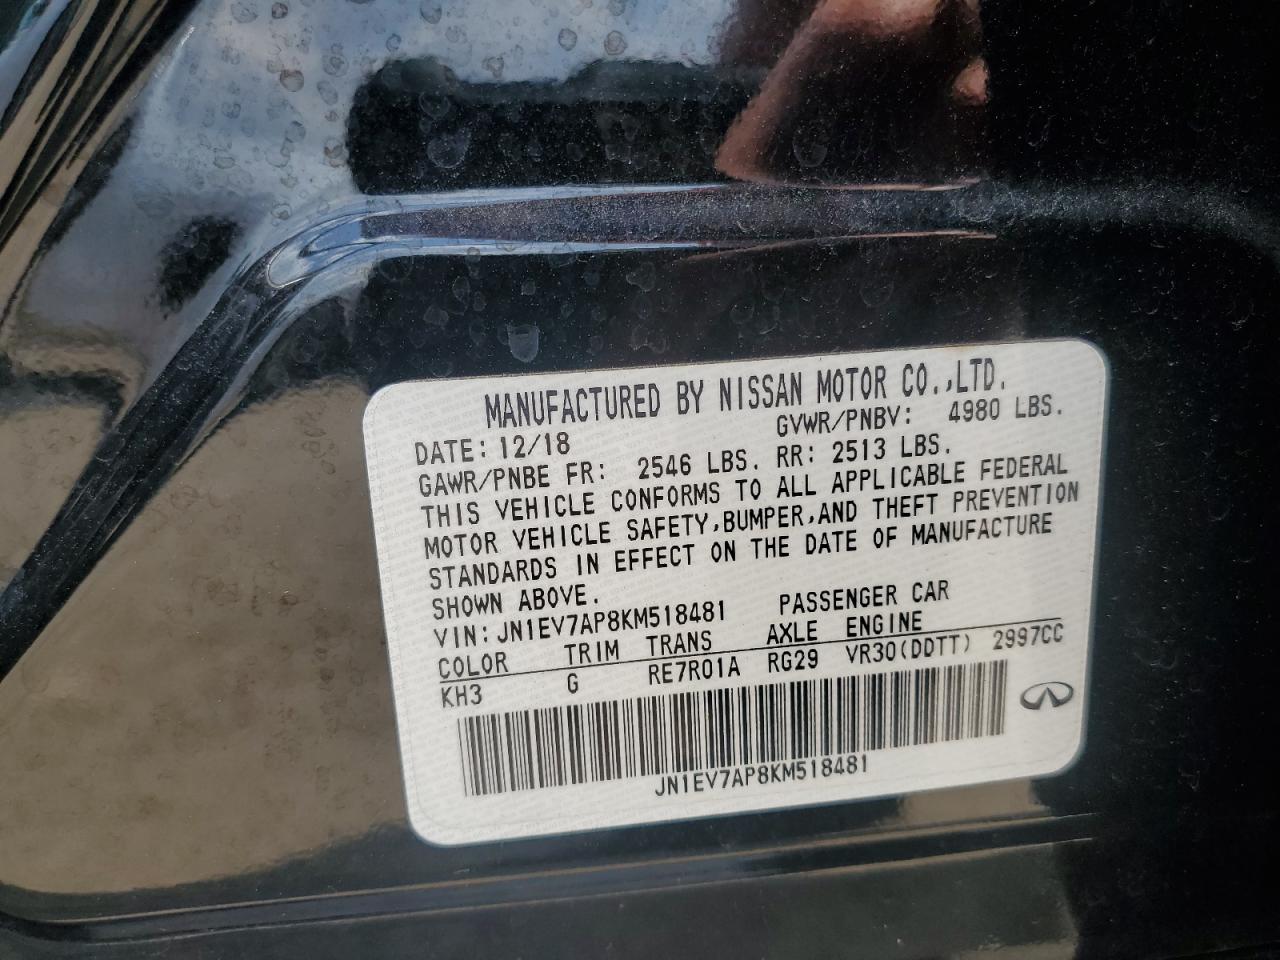 MANUFACTURED BY NISSAN MOTOR CO.,LTD.
DATE: 12/18 GVWR/PNBV: 4980 LBS.
GAWR/PNBE FR: 2546 LBS. RR: 2513 LBS.
THIS VEHICLE CONFORMS TO ALL APPLICABLE FEDERAL
MOTOR VEHICLE SAFETY,BUMPER,AND THEFT PREVENTION
STANDARDS IN EFFECT ON THE DATE OF MANUFACTURE
SHOWN ABOVE.
VIN: JN1EV7AP8KM518481 PASSENGER CAR
COLOR TRIM TRANS AXLE ENGINE
KH3 G RE7R01A RG29 VR30(DDTT) 2997CC
JN1EV7AP8KM518481